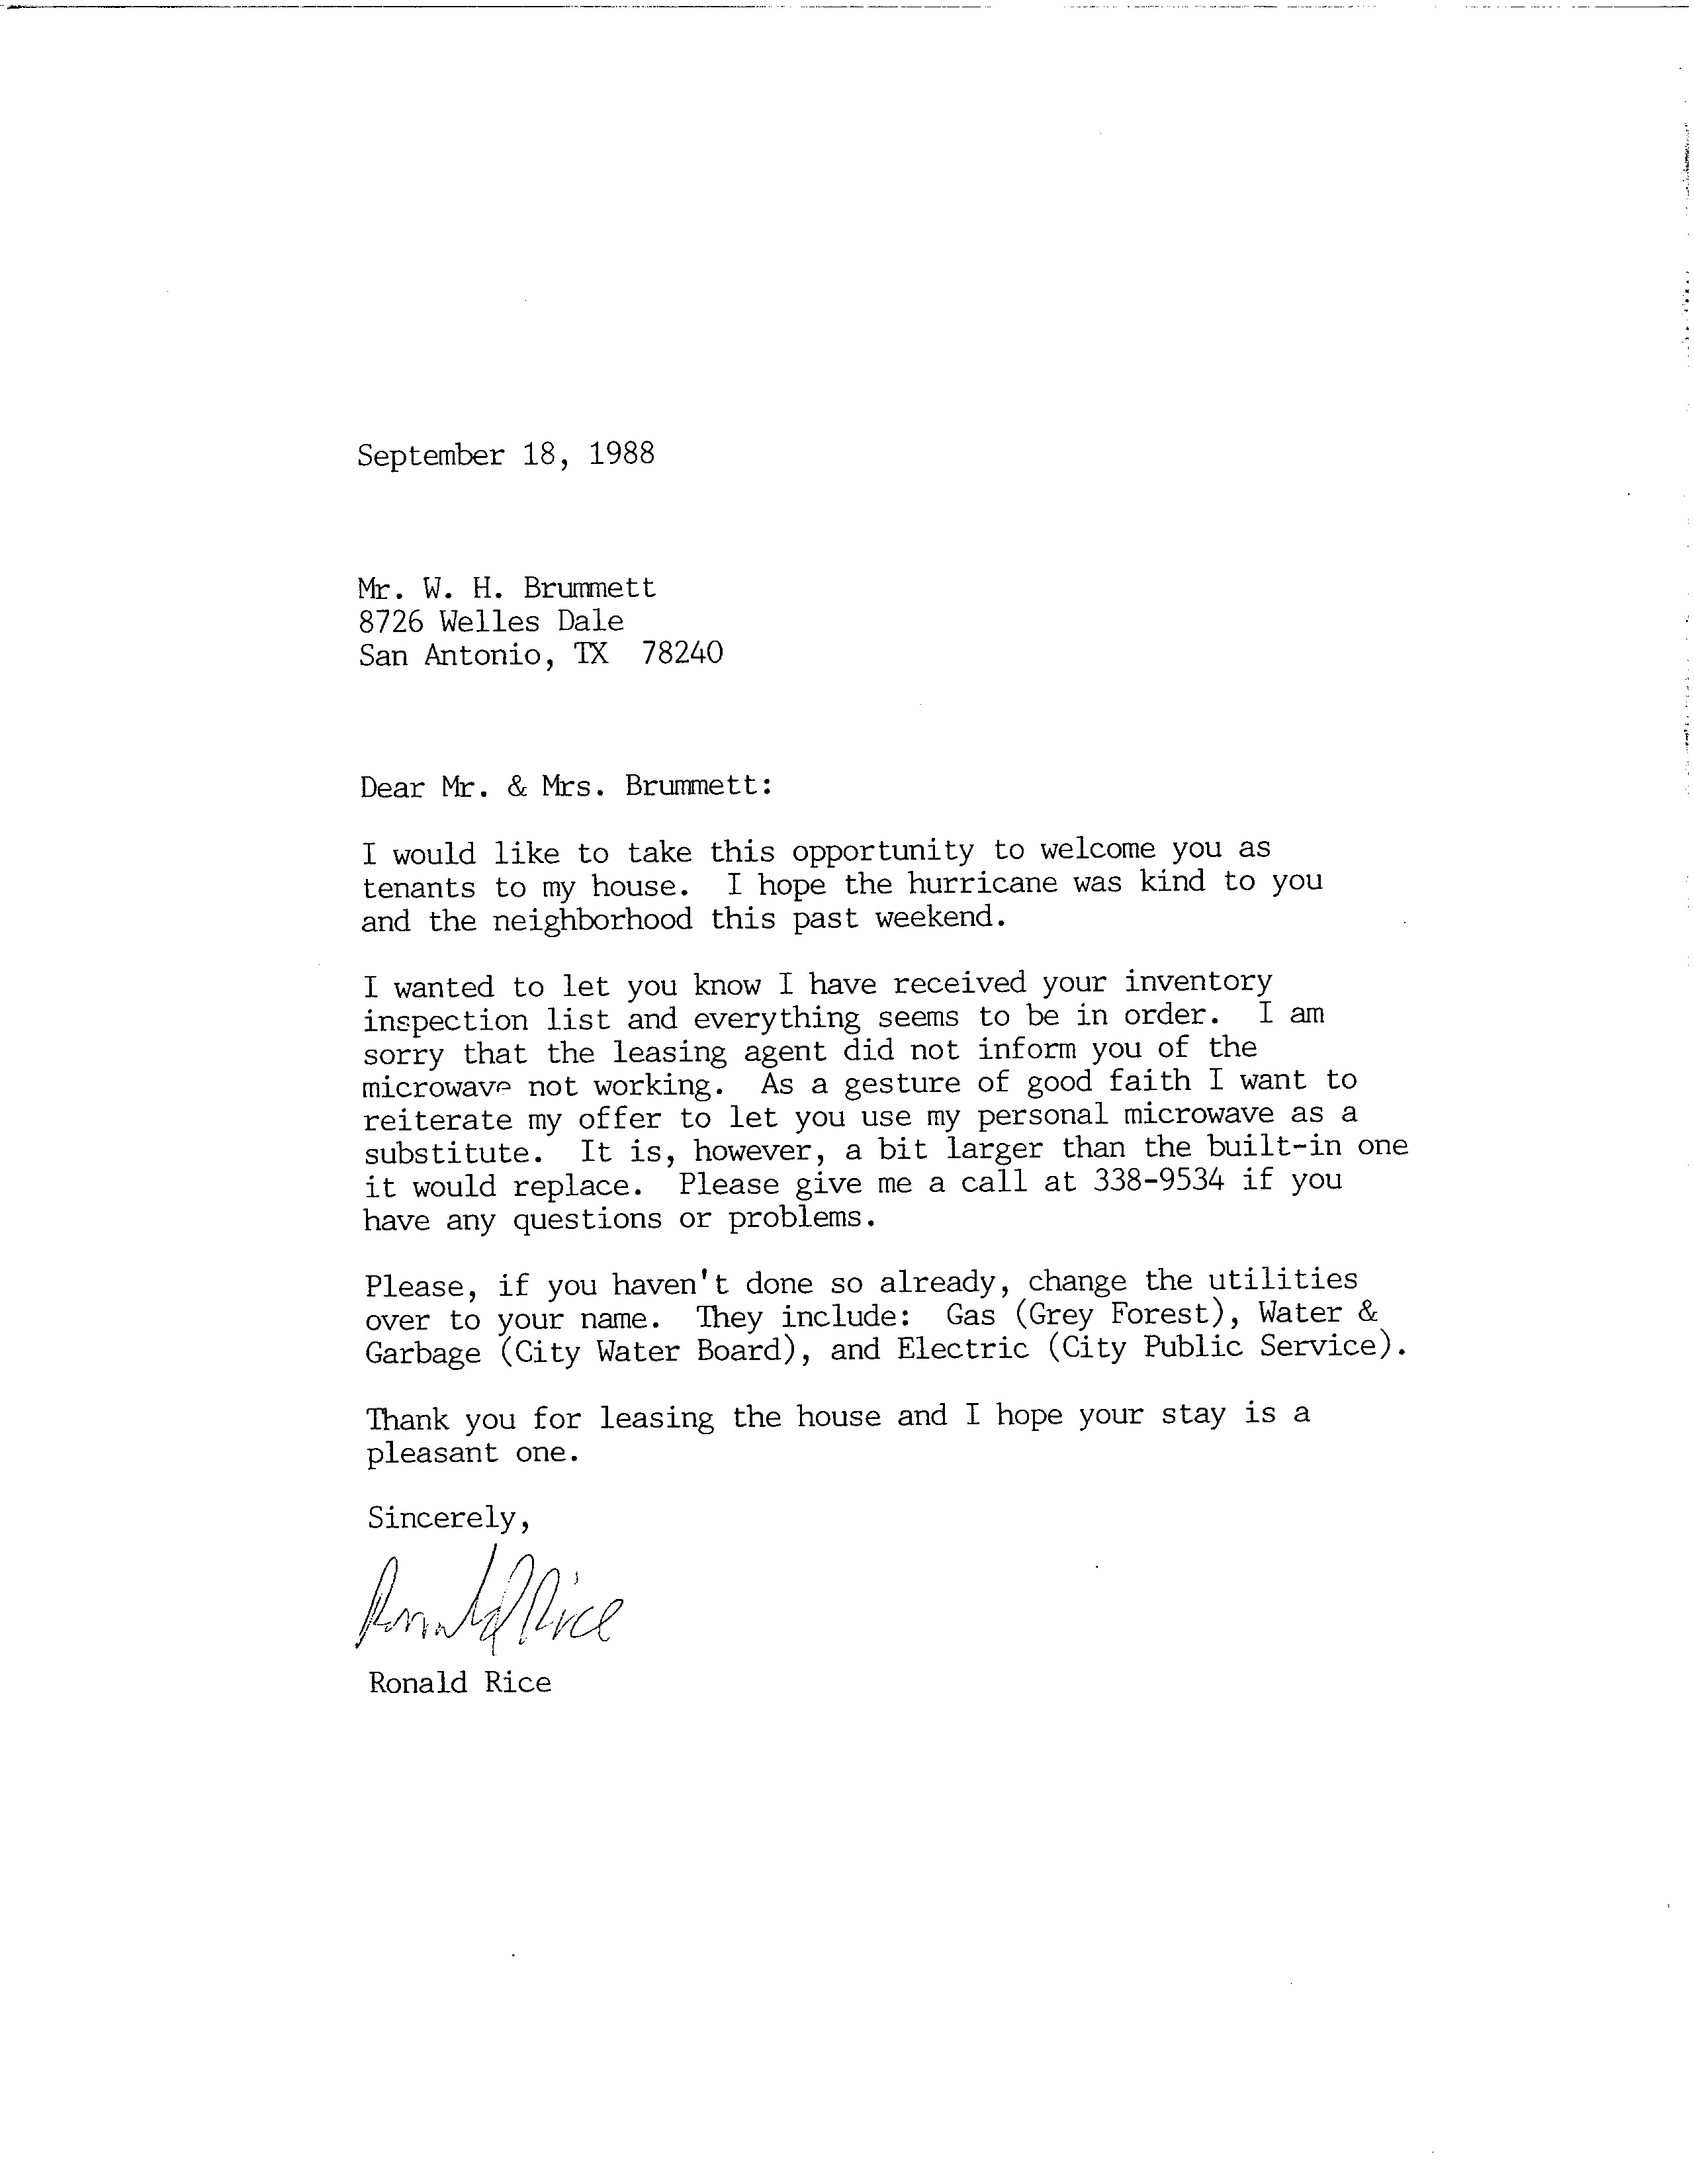 September 18, 1988
Mr. W. H. Brummett
8726 Welles Dale
San Antonio, TX  78240
Dear Mr. & Mrs. Brummett:
I would like to take this opportunity to welcome you as
tenants to my house.  I hope the hurricane was kind to you
and the neighborhood this past weekend.
I wanted to let you know I have received your inventory
inspection list and everything seems to be in order.  I am
sorry that the leasing agent did not inform you of the
microwave not working.  As a gesture of good faith I want to
reiterate my offer to let you use my personal microwave as a
substitute.  It is, however, a bit larger than the built-in one
it would replace.  Please give me a call at 338-9534 if you
have any questions or problems.
Please, if you haven't done so already, change the utilities
over to your name.  They include:  Gas (Grey Forest), Water &
Garbage (City Water Board), and Electric (City Public Service).
Thank you for leasing the house and I hope your stay is a
pleasant one.
Sincerely,
Ronald Rice
Ronald Rice